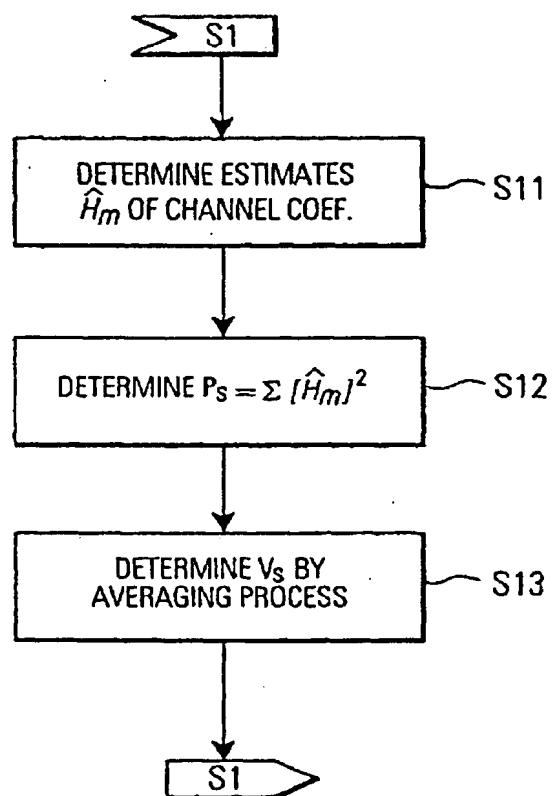 S1
DETERMINE ESTIMATES
Ĥm OF CHANNEL COEF.
S11
DETERMINE Ps = Σ [Ĥm]²
S12
DETERMINE Vs BY
AVERAGING PROCESS
S13
S1